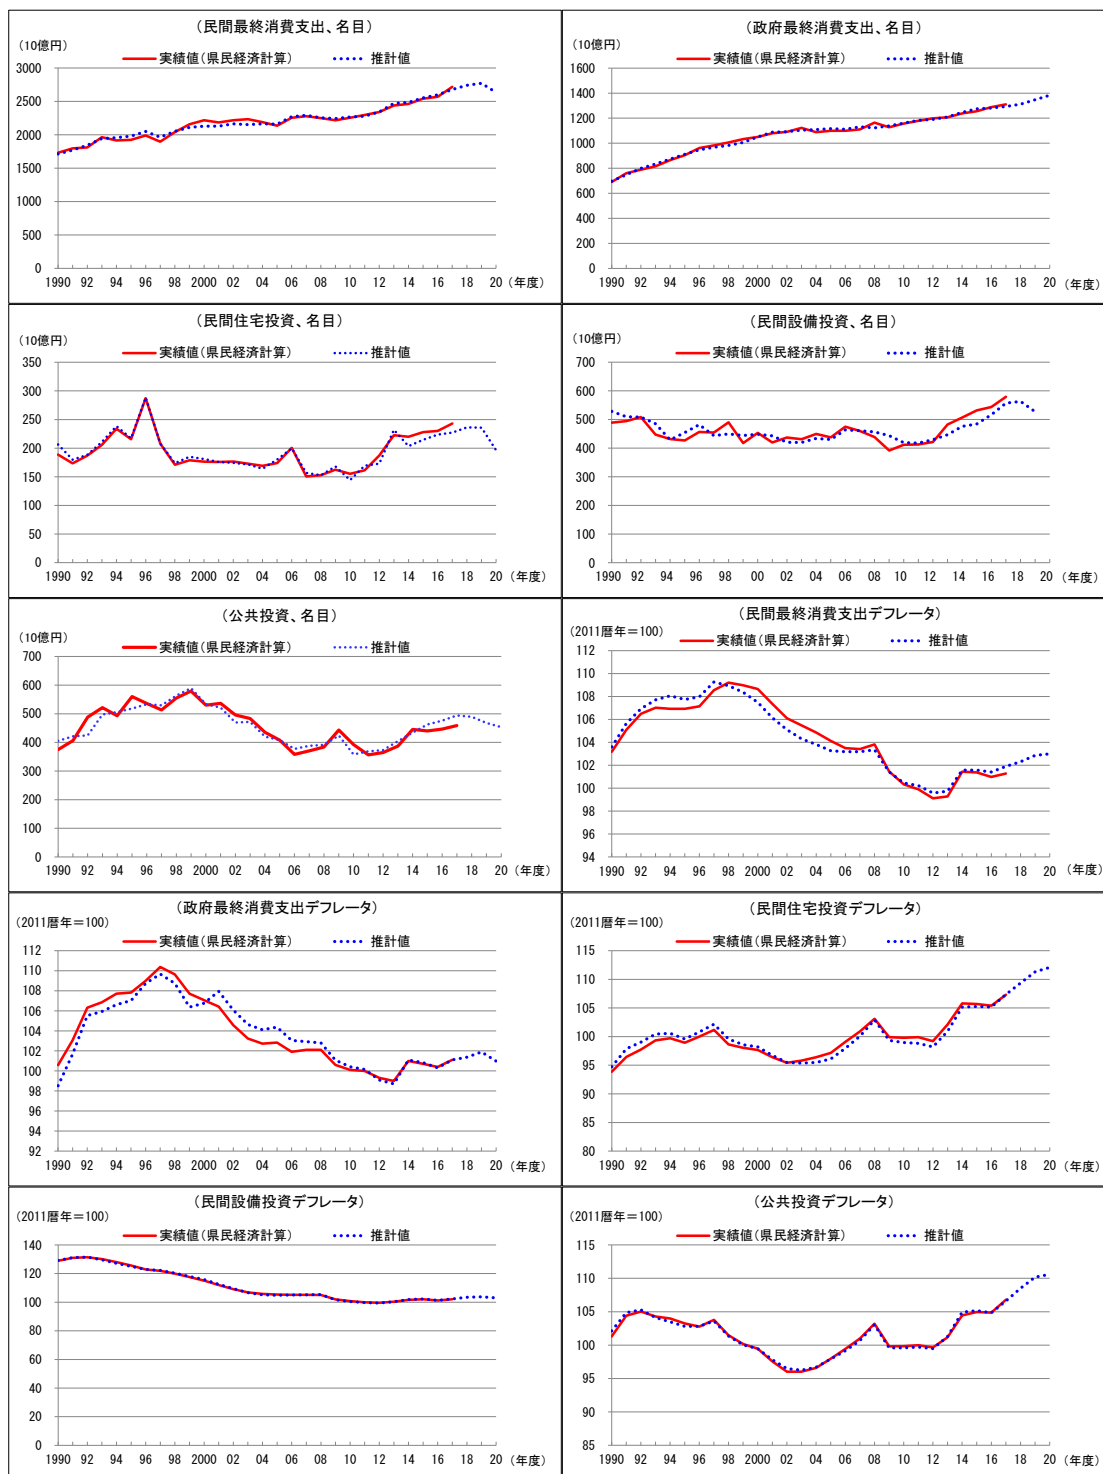 (民間最終消費支出、名目)
(10億円)
実績値(県民経済計算) 推計値
3000
2500
2000
1500
1000
500
0
1990 92 94 96 98 2000 02 04 06 08 10 12 14 16 18 20 (年度)
(政府最終消費支出、名目)
(10億円)
実績値(県民経済計算) 推計値
1600
1400
1200
1000
800
600
400
200
0
1990 92 94 96 98 2000 02 04 06 08 10 12 14 16 18 20 (年度)
(民間住宅投資、名目)
(10億円)
実績値(県民経済計算) 推計値
350
300
250
200
150
100
50
0
1990 92 94 96 98 2000 02 04 06 08 10 12 14 16 18 20 (年度)
(民間設備投資、名目)
(10億円)
実績値(県民経済計算) 推計値
700
600
500
400
300
200
100
0
1990 92 94 96 98 00 02 04 06 08 10 12 14 16 18 20 (年度)
(公共投資、名目)
(10億円)
実績値(県民経済計算) 推計値
700
600
500
400
300
200
100
0
1990 92 94 96 98 2000 02 04 06 08 10 12 14 16 18 20 (年度)
(民間最終消費支出デフレータ)
(2011暦年=100)
実績値(県民経済計算) 推計値
112
110
108
106
104
102
100
98
96
94
1990 92 94 96 98 2000 02 04 06 08 10 12 14 16 18 20 (年度)
(政府最終消費支出デフレータ)
(2011暦年=100)
実績値(県民経済計算) 推計値
112
110
108
106
104
102
100
98
96
94
92
1990 92 94 96 98 2000 02 04 06 08 10 12 14 16 18 20 (年度)
(民間住宅投資デフレータ)
(2011暦年=100)
実績値(県民経済計算) 推計値
115
110
105
100
95
90
85
80
1990 92 94 96 98 2000 02 04 06 08 10 12 14 16 18 20 (年度)
(民間設備投資デフレータ)
(2011暦年=100)
実績値(県民経済計算) 推計値
140
120
100
80
60
40
20
0
1990 92 94 96 98 2000 02 04 06 08 10 12 14 16 18 20 (年度)
(公共投資デフレータ)
(2011暦年=100)
実績値(県民経済計算) 推計値
115
110
105
100
95
90
85
1990 92 94 96 98 2000 02 04 06 08 10 12 14 16 18 20 (年度)